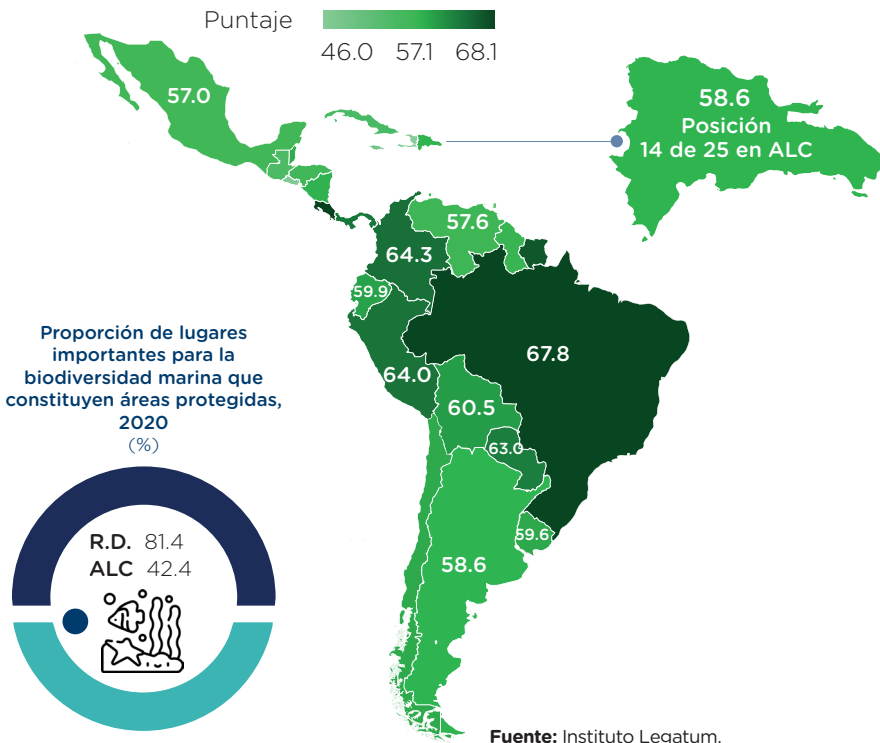 Puntaje
46.0 57.1 68.1
57.0
58.6
Posición
14 de 25 en ALC
57.6
64.3
59.9
67.8
64.0
60.5
63.0
59.6
58.6
Proporción de lugares
importantes para la
biodiversidad marina que
constituyen áreas protegidas,
2020
(%)
R.D. 81.4
ALC 42.4
Fuente: Instituto Legatum.